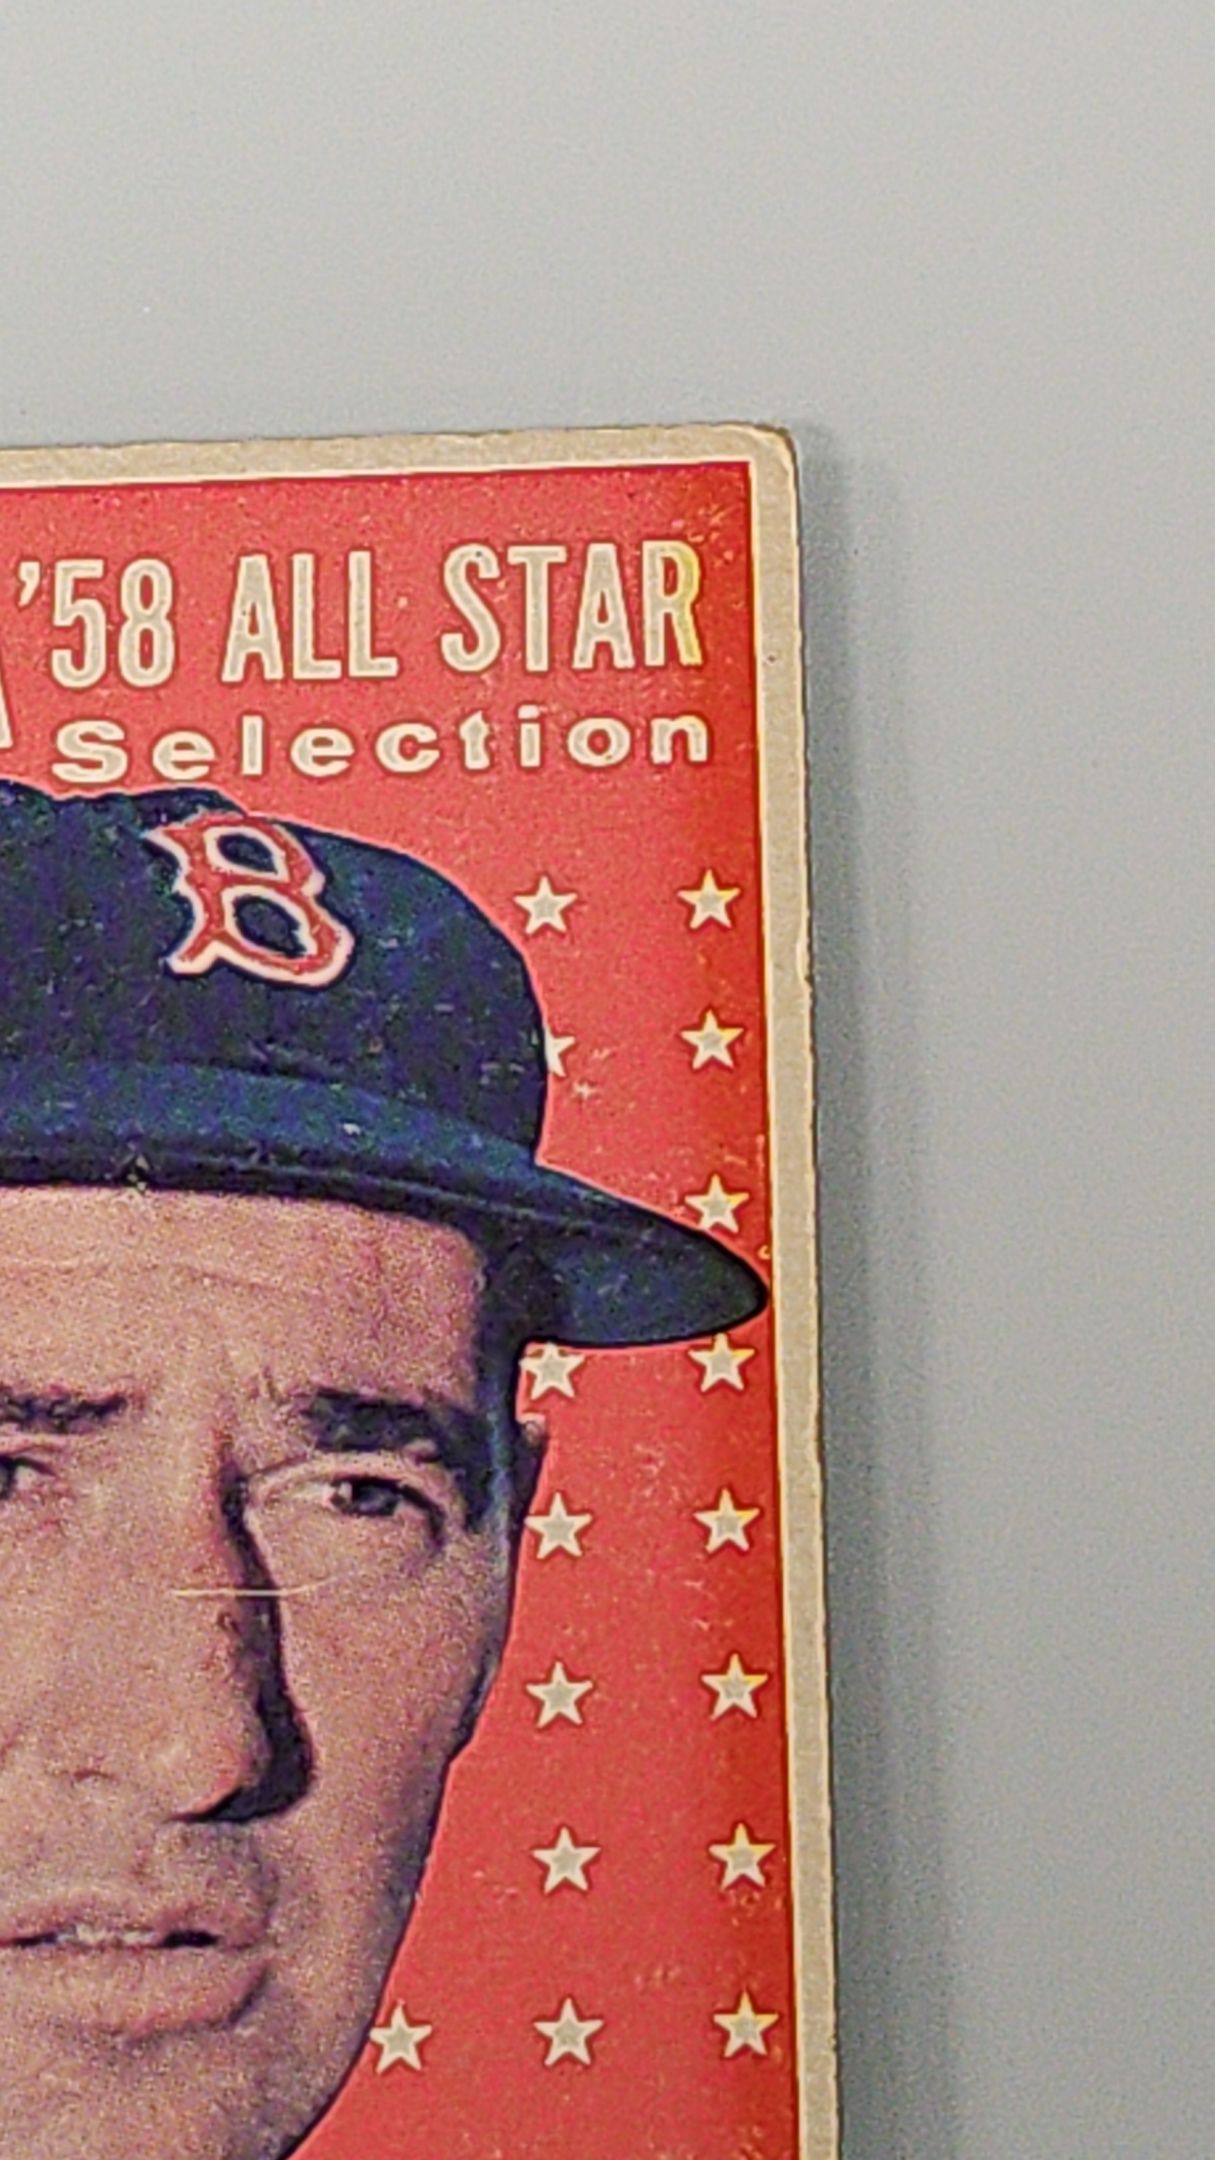 '58 ALL STAR
Selection
B